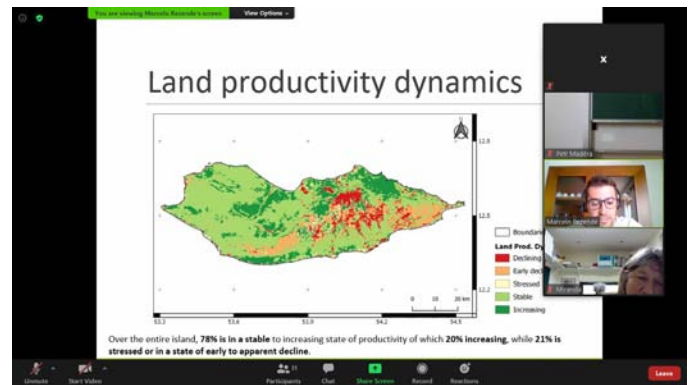 You are viewing Marcelo Rezende's screen
View Options
Land productivity dynamics
x
Petr Maděra
Marcelo Rezende
Miranda
12.8
12.5
12.2
Land Prod. Dy
Declining
Early decl
Stressed
Stable
Increasing
0 10 20 km
53.3 53.6 53.9 54.2 54.5
Over the entire island, 78% is in a stable to increasing state of productivity of which 20% increasing, while 21% is
stressed or in a state of early to apparent decline.
Unmute Start Video Participants 11 Chat Share Screen Record Reactions Leave